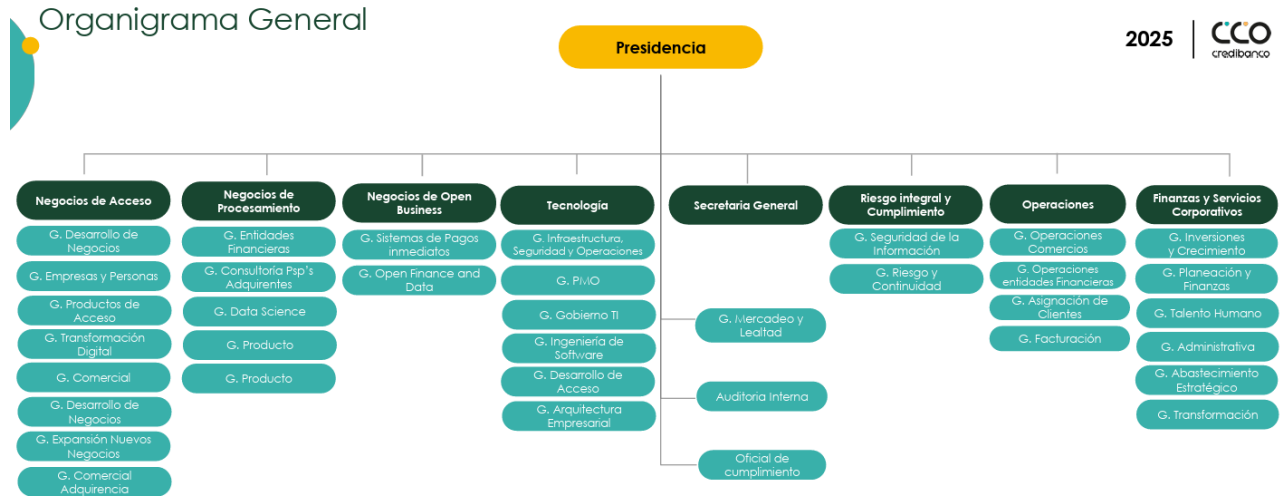 Organigrama General
Presidencia
2025
CCO
credibanco
Negocios de Acceso
G. Desarrollo de
Negocios
G. Empresas y Personas
G. Productos de
Acceso
G. Transformación
Digital
G. Comercial
G. Desarrollo de
Negocios
G. Expansión Nuevos
Negocios
G. Comercial
Adquirencia
Negocios de
Procesamiento
G. Entidades
Financieras
G. Consultoría Psp's
Adquirentes
G. Data Science
G. Producto
G. Producto
Negocios de Open
Business
G. Sistemas de Pagos
inmediatos
G. Open Finance and
Data
Tecnología
G. Infraestructura,
Seguridad y Operaciones
G. PMO
G. Gobierno TI
G. Ingeniería de
Software
G. Desarrollo de
Acceso
G. Arquitectura
Empresarial
Secretaria General
G. Mercadeo y
Lealtad
Auditoria Interna
Oficial de
cumplimiento
Riesgo integral y
Cumplimiento
G. Seguridad de la
Información
G. Riesgo y
Continuidad
Operaciones
G. Operaciones
Comercios
G. Operaciones
entidades Financieras
G. Asignación de
Clientes
G. Facturación
Finanzas y Servicios
Corporativos
G. Inversiones
y Crecimiento
G. Planeación y
Finanzas
G. Talento Humano
G. Administrativa
G. Abastecimiento
Estratégico
G. Transformación